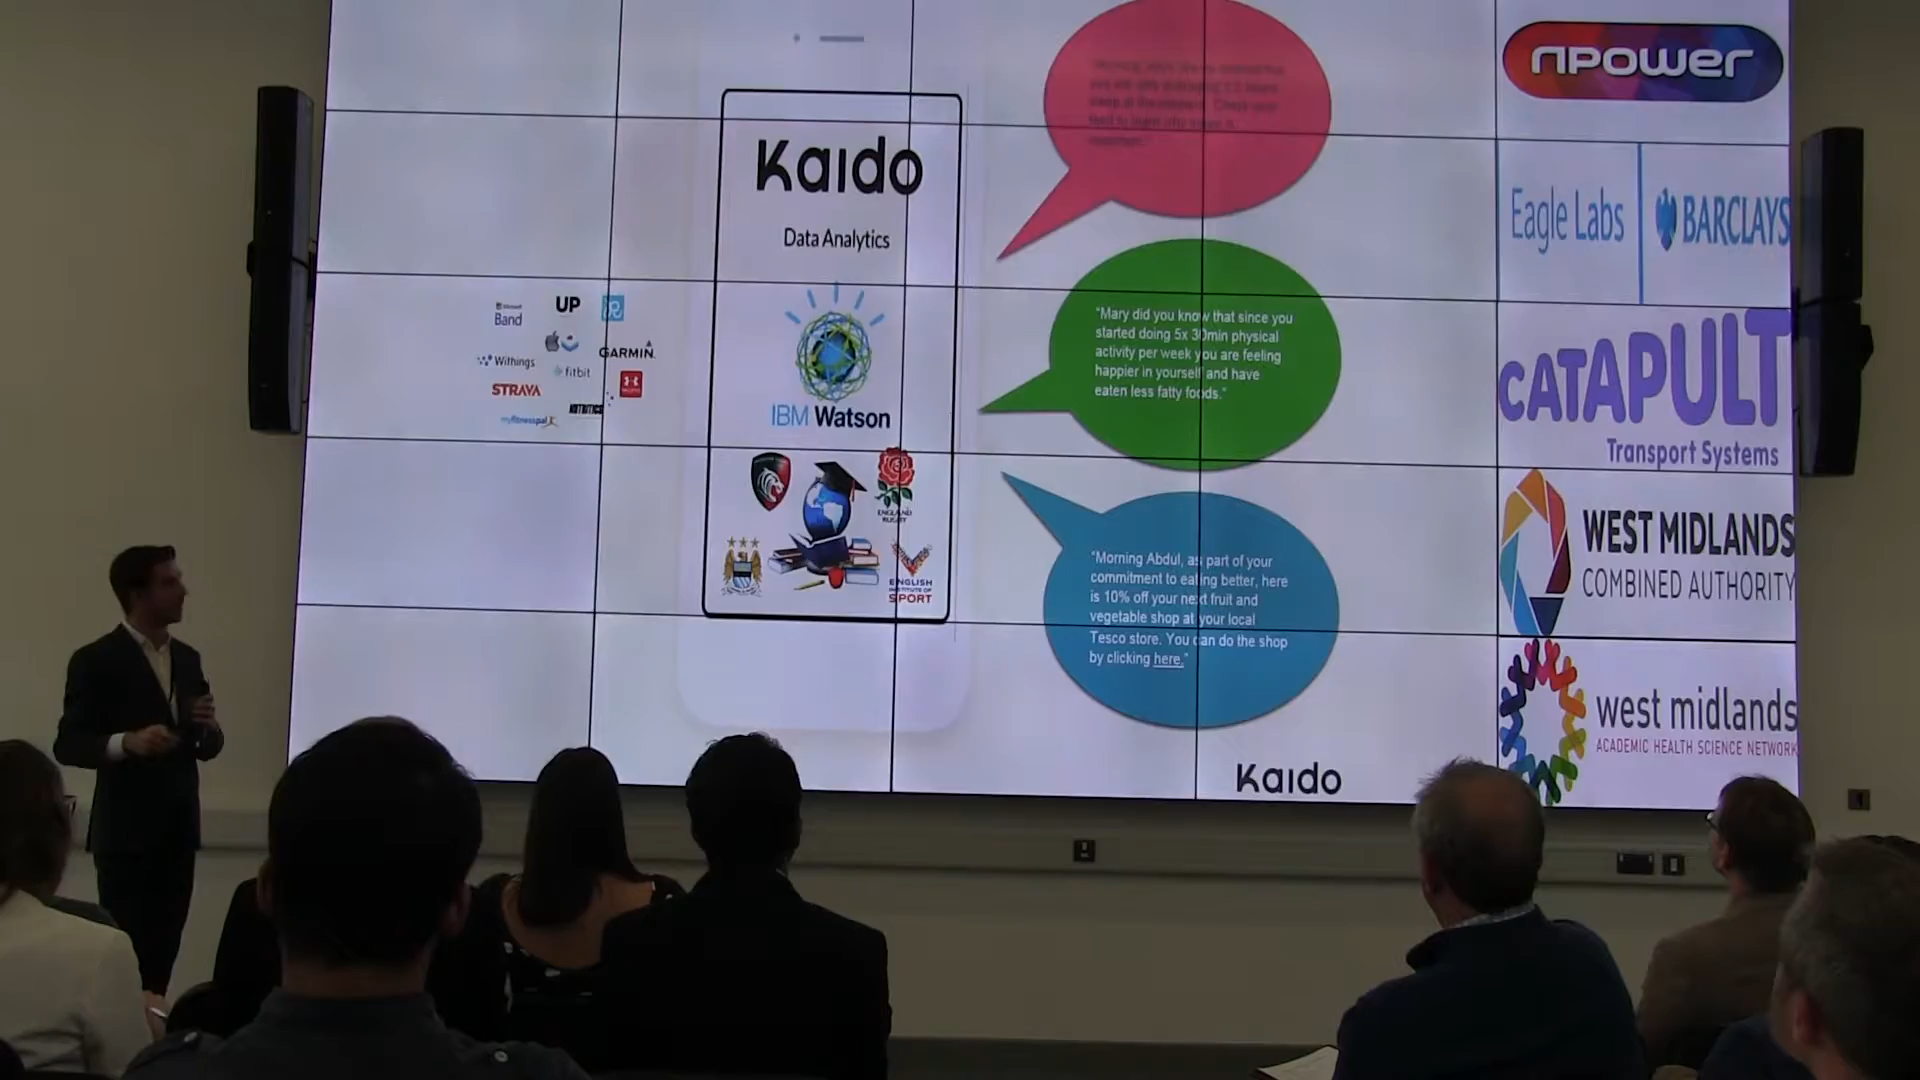 Kaido
Data Analytics
Microsoft
Band
UP
Withings
GARMIN
fitbit
STRAVA
myfitnesspal
IBM Watson
ENGLAND
RUGBY
ENGLISH
INSTITUTE OF
SPORT
"Mary did you know that since you
started doing 5x 30min physical
activity per week you are feeling
happier in yourself and have
eaten less fatty foods."
"Morning Abdul, as part of your
commitment to eating better, here
is 10% off your next fruit and
vegetable shop at your local
Tesco store. You can do the shop
by clicking here."
Kaido
npower
Eagle Labs
BARCLAYS
CATAPULT
Transport Systems
WEST MIDLANDS
COMBINED AUTHORITY
west midlands
ACADEMIC HEALTH SCIENCE NETWORK